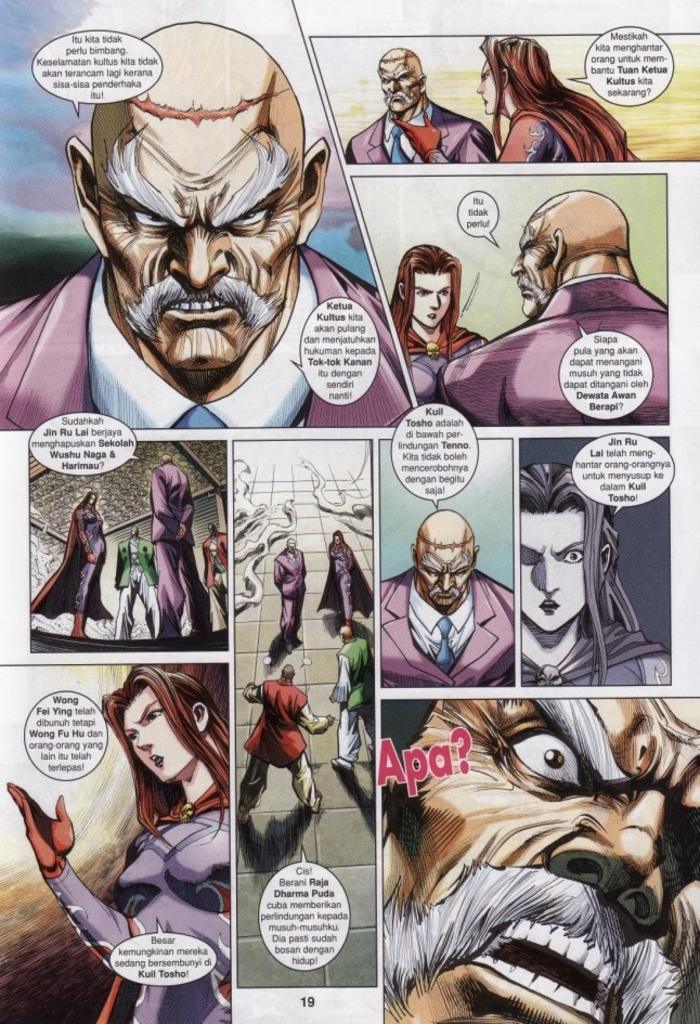 Itu kita tidak
perlu bimbang.
Keselamatan kultus kita tidak
akan terancam lagi kerana
sisa-sisa penderhaka
itu!
Ketua
Kultus kita
akan pulang
dan menjatuhkan
hukuman kepada
Tok-tok Kanan
itu dengan
sendiri
nanti!
Mestikah
kita menghantar
orang untuk mem-
bantu Tuan Ketua
Kultus kita
sekarang?
Itu
tidak
perlu!
Siapa
pula yang akan
dapat menangani
musuh yang tidak
dapat ditangani oleh
Dewata Awan
Berapi?
Sudahkah
Jin Ru Lai berjaya
menghapuskan Sekolah
Wushu Naga &
Harimau?
Wong
Fei Ying telah
dibunuh tetapi
Wong Fu Hu dan
orang-orang yang
lain itu telah
terlepas!
Besar
kemungkinan mereka
sedang bersembunyi di
Kuil Tosho!
Cis!
Berani Raja
Dharma Puda
cuba memberikan
perlindungan kepada
musuh-musuhku.
Dia pasti sudah
bosan dengan
hidup!
Kuil
Tosho adalah
di bawah per-
lindungan Tenno.
Kita tidak boleh
mencerobohnya
dengan begitu
saja!
Jin Ru
Lai telah meng-
hantar orang-orangnya
untuk menyusup ke
dalam Kuil
Tosho!
Apa?
19